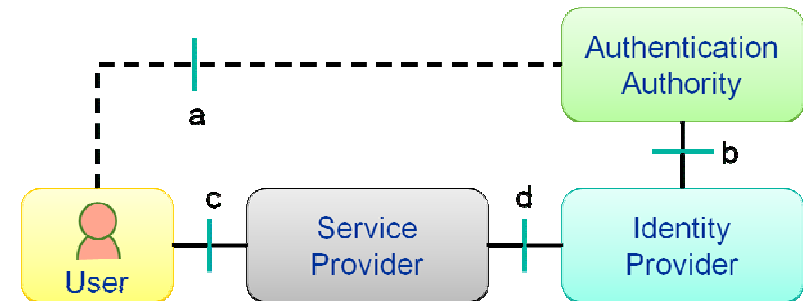 Authentication
Authority
a
b
c
d
User
Service
Provider
Identity
Provider